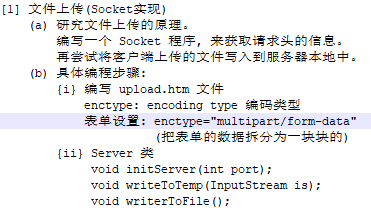 [1] 文件上传(Socket实现)
(a) 研究文件上传的原理。
编写一个 Socket 程序, 来获取请求头的信息。
再尝试将客户端上传的文件写入到服务器本地中。
(b) 具体编程步骤:
{i} 编写 upload.htm 文件
enctype: encoding type 编码类型
表单设置: enctype="multipart/form-data"
(把表单的数据拆分为一块块的)
{ii} Server 类
void initServer(int port);
void writeToTemp(InputStream is);
void writerToFile();